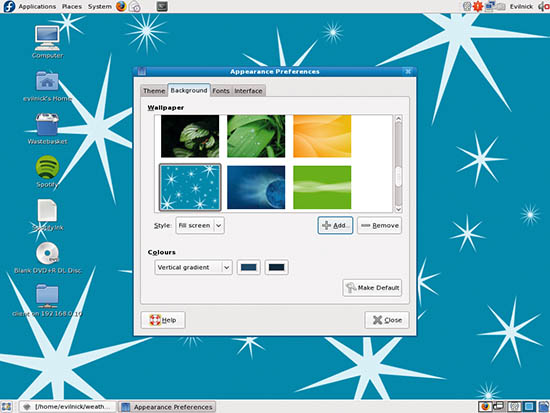 Applications Places System Evilnick
Computer
evilnick's Home
Wastebasket
Spotify
Spotify.lnk
Blank DVD+R DL Disc
client on 192.168.0.10
Appearance Preferences
Theme Background Fonts Interface
Wallpaper
Style: Fill screen Add... Remove
Colours
Vertical gradient
Make Default
Help Close
[/home/evilnick/weath... Appearance Preferences